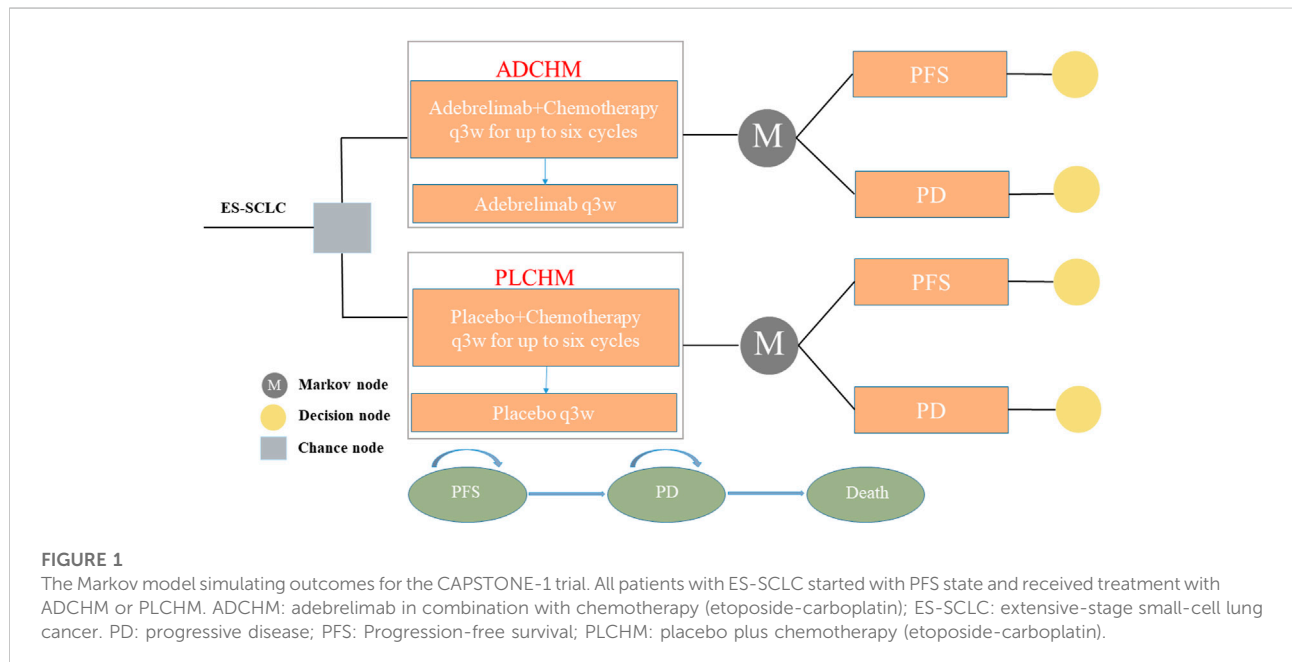 ES-SCLC
ADCHM
Adebrelimab+Chemotherapy
q3w for up to six cycles
Adebrelimab q3w
M
PFS
PD
PLCHM
Placebo+Chemotherapy
q3w for up to six cycles
Placebo q3w
M
PFS
PD
M Markov node
Decision node
Chance node
PFS
PD
Death
FIGURE 1
The Markov model simulating outcomes for the CAPSTONE-1 trial. All patients with ES-SCLC started with PFS state and received treatment with
ADCHM or PLCHM. ADCHM: adebrelimab in combination with chemotherapy (etoposide-carboplatin); ES-SCLC: extensive-stage small-cell lung
cancer. PD: progressive disease; PFS: Progression-free survival; PLCHM: placebo plus chemotherapy (etoposide-carboplatin).